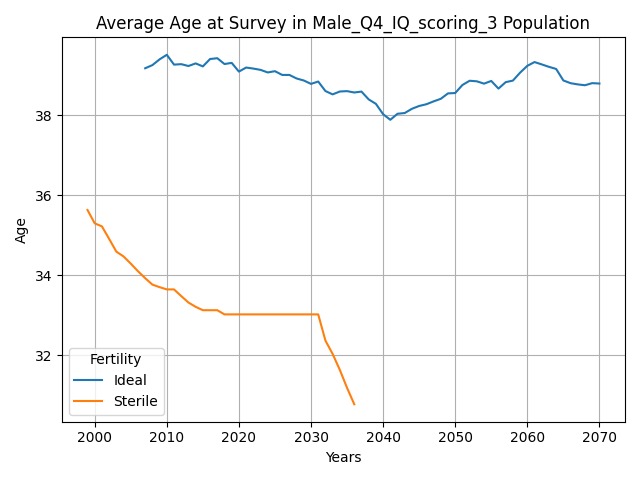 Average Age at Survey in Male_Q4_IQ_scoring_3 Population
Age
38
36
34
32
Fertility
Ideal
Sterile
2000 2010 2020 2030 2040 2050 2060 2070
Years